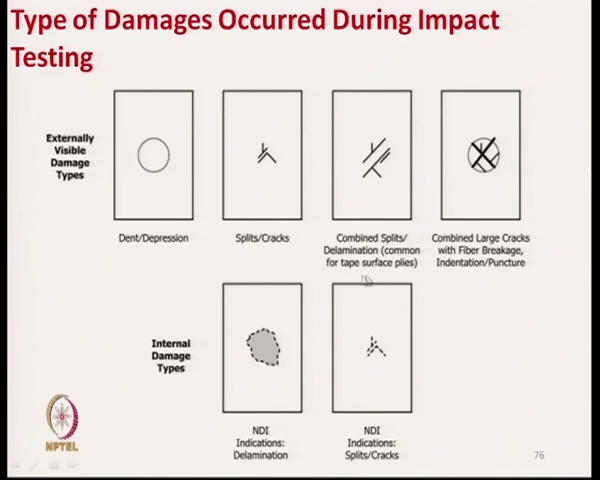 Type of Damages Occurred During Impact
Testing
Externally
Visible
Damage
Types
Dent/Depression
Splits/Cracks
Combined Splits/
Delamination (common
for tape surface plies)
Combined Large Cracks
with Fiber Breakage,
Indentation/Puncture
Internal
Damage
Types
NDI
Indications:
Delamination
NDI
Indications:
Splits/Cracks
NPTEL
76